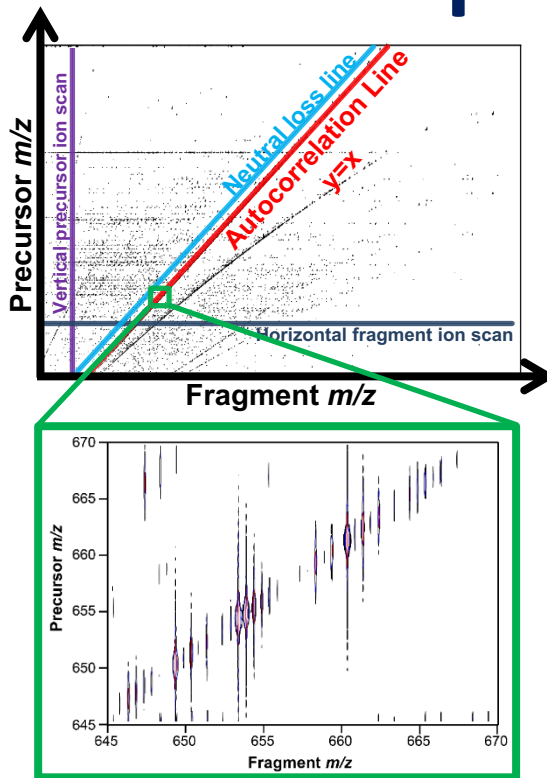 Precursor m/z
Vertical precursor ion scan
Neutral loss line
Autocorrelation Line
y=x
Horizontal fragment ion scan
Fragment m/z
670
665
660
655
650
645
Precursor m/z
645
650
655
660
665
670
Fragment m/z